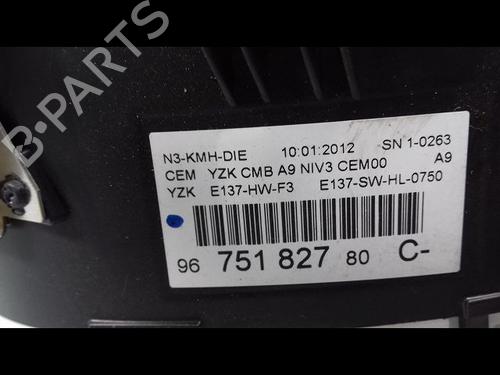 B-PARTS
N3-KMH-DIE 10:01:2012 SN 1-0263
CEM YZK CMB A9 NIV3 CEM00 A9
YZK E137-HW-F3 E137-SW-HL-0750
96 751 827 80 C-